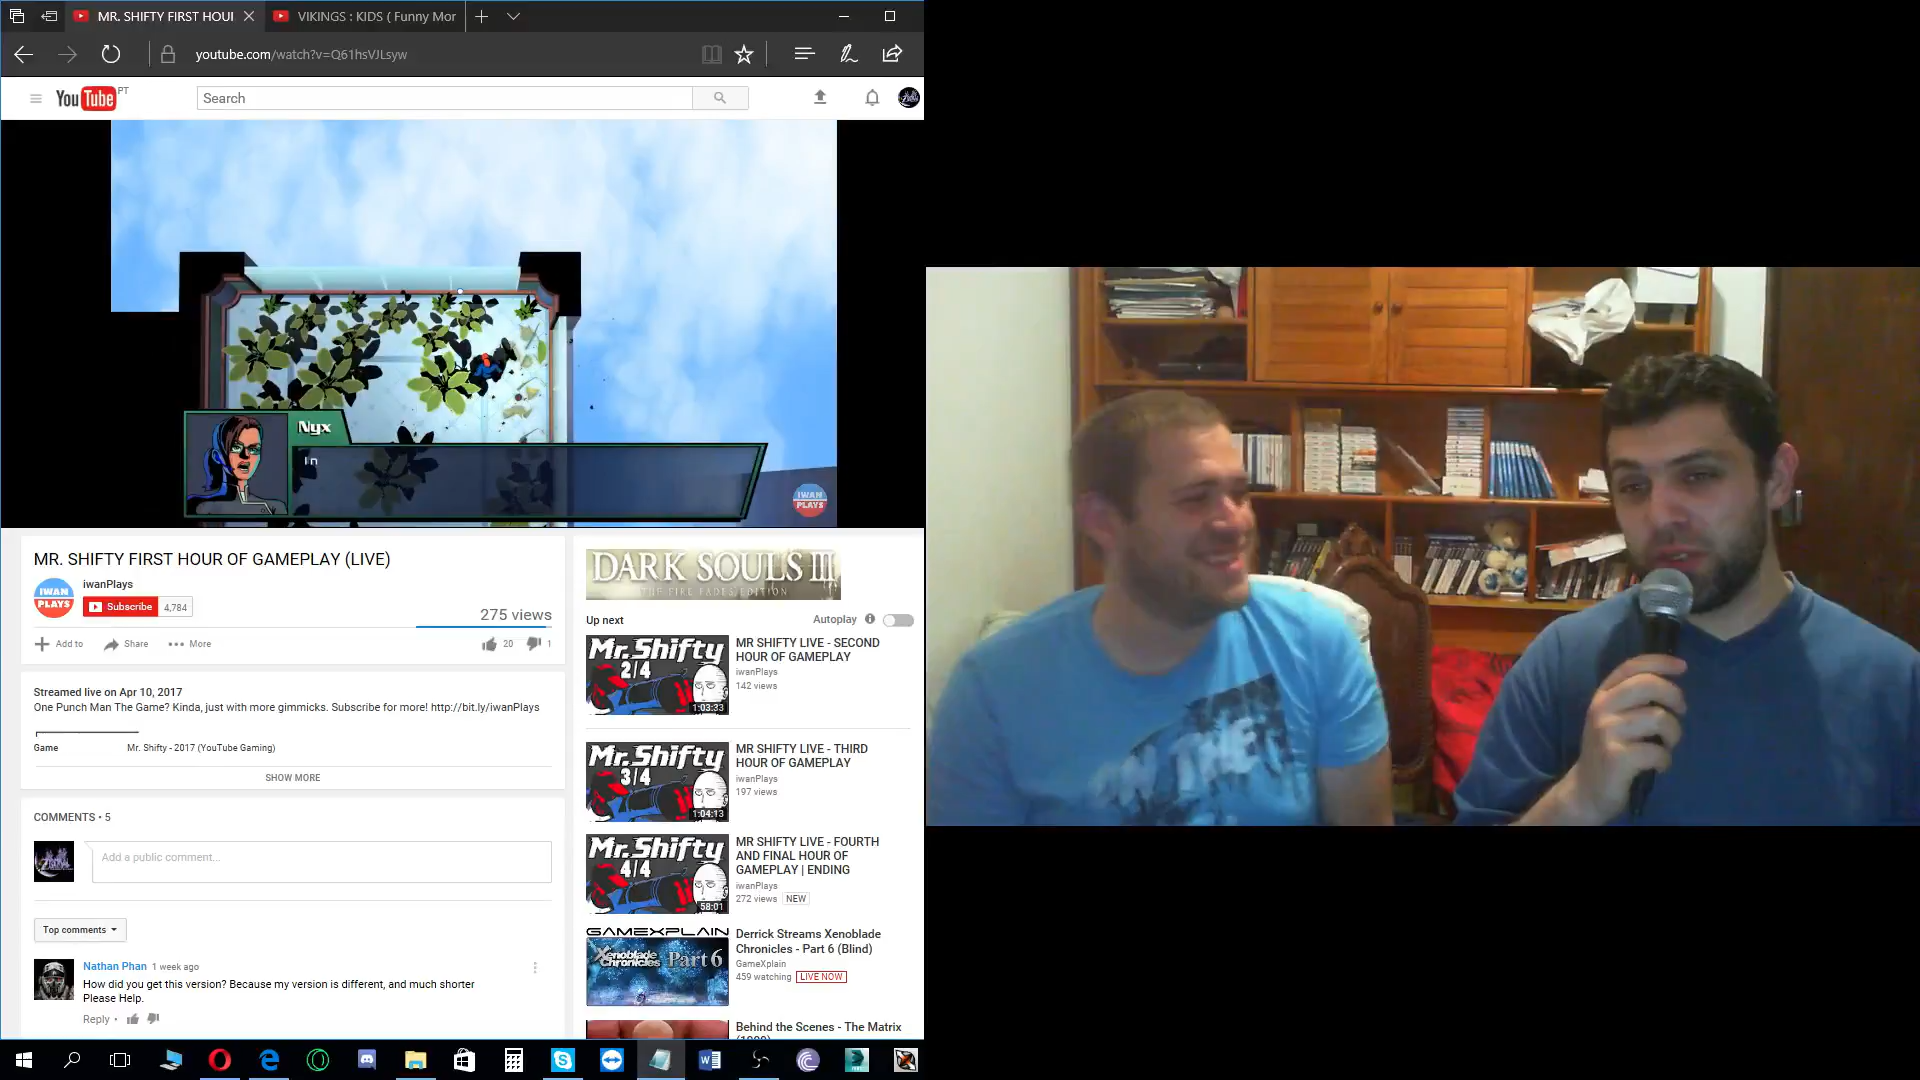 MR. SHIFTY FIRST HOUR
VIKINGS : KIDS ( Funny Mor
youtube.com/watch?v=Q61hsVJLsyw
YouTube PT
Search
Nyx
In
IWAN
PLAYS
MR. SHIFTY FIRST HOUR OF GAMEPLAY (LIVE)
IWAN
PLAYS
iwanPlays
Subscribe 4,784
275 views
Add to Share More 20 1
Streamed live on Apr 10, 2017
One Punch Man The Game? Kinda, just with more gimmicks. Subscribe for more! http://bit.ly/iwanPlays
Game Mr. Shifty - 2017 (YouTube Gaming)
SHOW MORE
COMMENTS • 5
Add a public comment...
Top comments
Nathan Phan 1 week ago
How did you get this version? Because my version is different, and much shorter
Please Help.
Reply •
DARK SOULS III
THE FIRE FADES EDITION
Up next Autoplay
Mr.Shifty
2/4
1:03:33
MR SHIFTY LIVE - SECOND
HOUR OF GAMEPLAY
iwanPlays
142 views
Mr.Shifty
3/4
1:04:13
MR SHIFTY LIVE - THIRD
HOUR OF GAMEPLAY
iwanPlays
197 views
Mr.Shifty
4/4
58:01
MR SHIFTY LIVE - FOURTH
AND FINAL HOUR OF
GAMEPLAY | ENDING
iwanPlays
272 views NEW
GAMEXPLAIN
Xenoblade
Chronicles Part 6
Derrick Streams Xenoblade
Chronicles - Part 6 (Blind)
GameXplain
459 watching LIVE NOW
Behind the Scenes - The Matrix